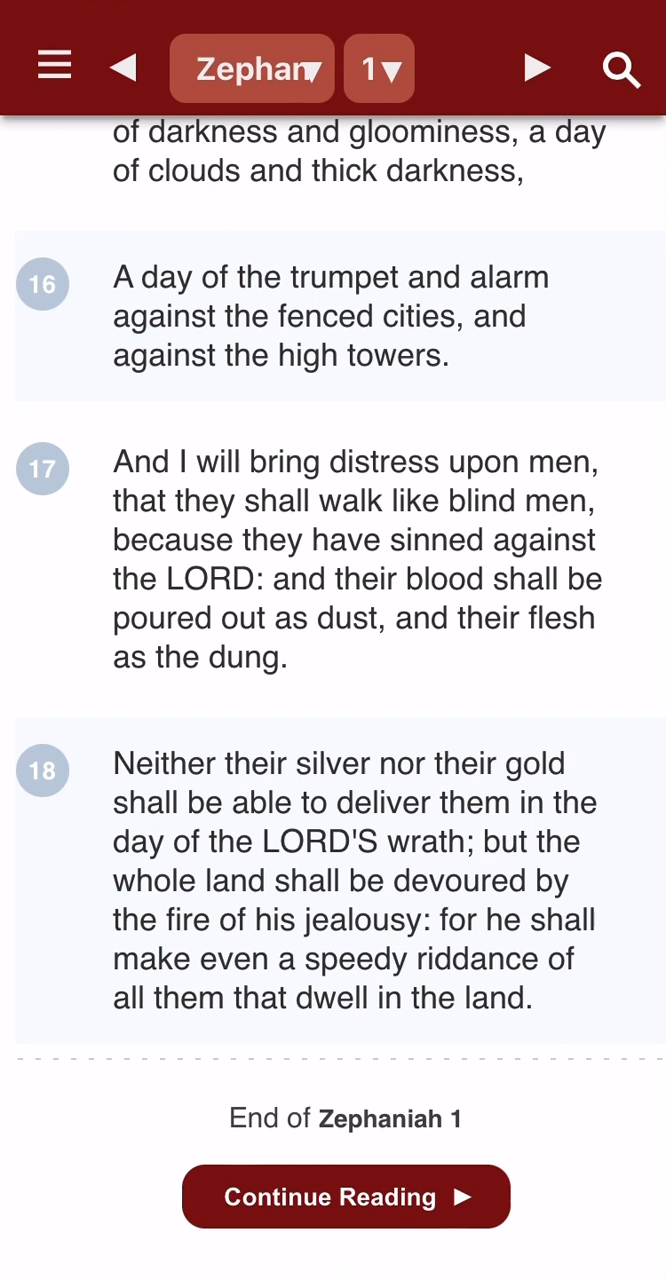 Zephan
1
of darkness and gloominess, a day
of clouds and thick darkness,
16
A day of the trumpet and alarm
against the fenced cities, and
against the high towers.
17
And I will bring distress upon men,
that they shall walk like blind men,
because they have sinned against
the LORD: and their blood shall be
poured out as dust, and their flesh
as the dung.
18
Neither their silver nor their gold
shall be able to deliver them in the
day of the LORD'S wrath; but the
whole land shall be devoured by
the fire of his jealousy: for he shall
make even a speedy riddance of
all them that dwell in the land.
End of Zephaniah 1
Continue Reading ►